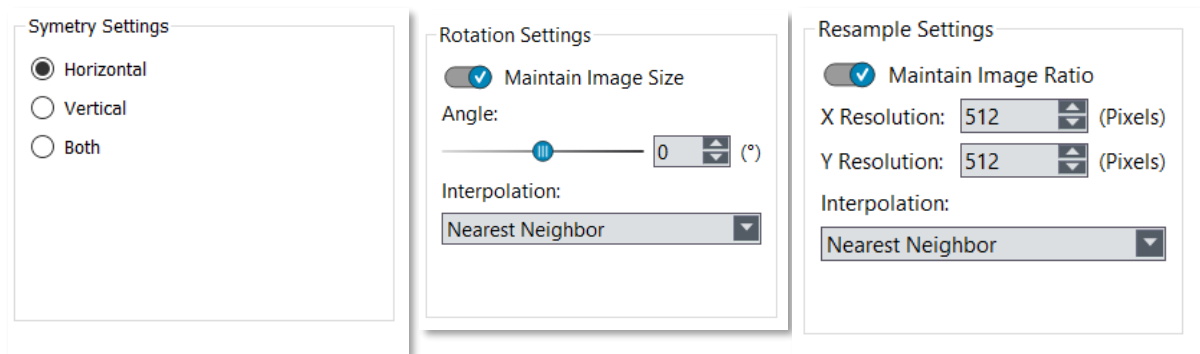 Symetry Settings
Horizontal
Vertical
Both
Rotation Settings
Maintain Image Size
Angle:
0 (°)
Interpolation:
Nearest Neighbor
Resample Settings
Maintain Image Ratio
X Resolution: 512 (Pixels)
Y Resolution: 512 (Pixels)
Interpolation:
Nearest Neighbor